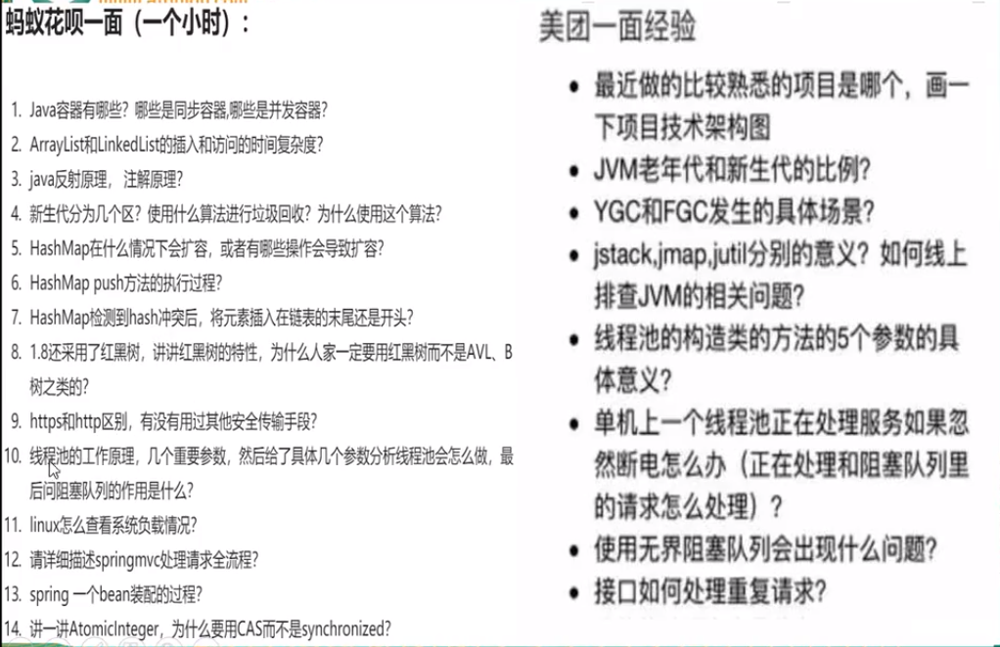 蚂蚁花呗一面（一个小时）：
1. Java容器有哪些？哪些是同步容器,哪些是并发容器？
2. ArrayList和LinkedList的插入和访问的时间复杂度？
3. java反射原理， 注解原理？
4. 新生代分为几个区？使用什么算法进行垃圾回收？为什么使用这个算法？
5. HashMap在什么情况下会扩容，或者有哪些操作会导致扩容？
6. HashMap push方法的执行过程？
7. HashMap检测到hash冲突后，将元素插入在链表的末尾还是开头？
8. 1.8还采用了红黑树，讲讲红黑树的特性，为什么人家一定要用红黑树而不是AVL、B
树之类的？
9. https和http区别，有没有用过其他安全传输手段？
10. 线程池的工作原理，几个重要参数，然后给了具体几个参数分析线程池会怎么做，最
后问阻塞队列的作用是什么？
11. linux怎么查看系统负载情况？
12. 请详细描述springmvc处理请求全流程？
13. spring 一个bean装配的过程？
14. 讲一讲AtomicInteger，为什么要用CAS而不是synchronized？
美团一面经验
• 最近做的比较熟悉的项目是哪个，画一
下项目技术架构图
• JVM老年代和新生代的比例？
• YGC和FGC发生的具体场景？
• jstack,jmap,jutil分别的意义？如何线上
排查JVM的相关问题？
• 线程池的构造类的方法的5个参数的具
体意义？
• 单机上一个线程池正在处理服务如果忽
然断电怎么办（正在处理和阻塞队列里
的请求怎么处理）？
• 使用无界阻塞队列会出现什么问题？
• 接口如何处理重复请求？